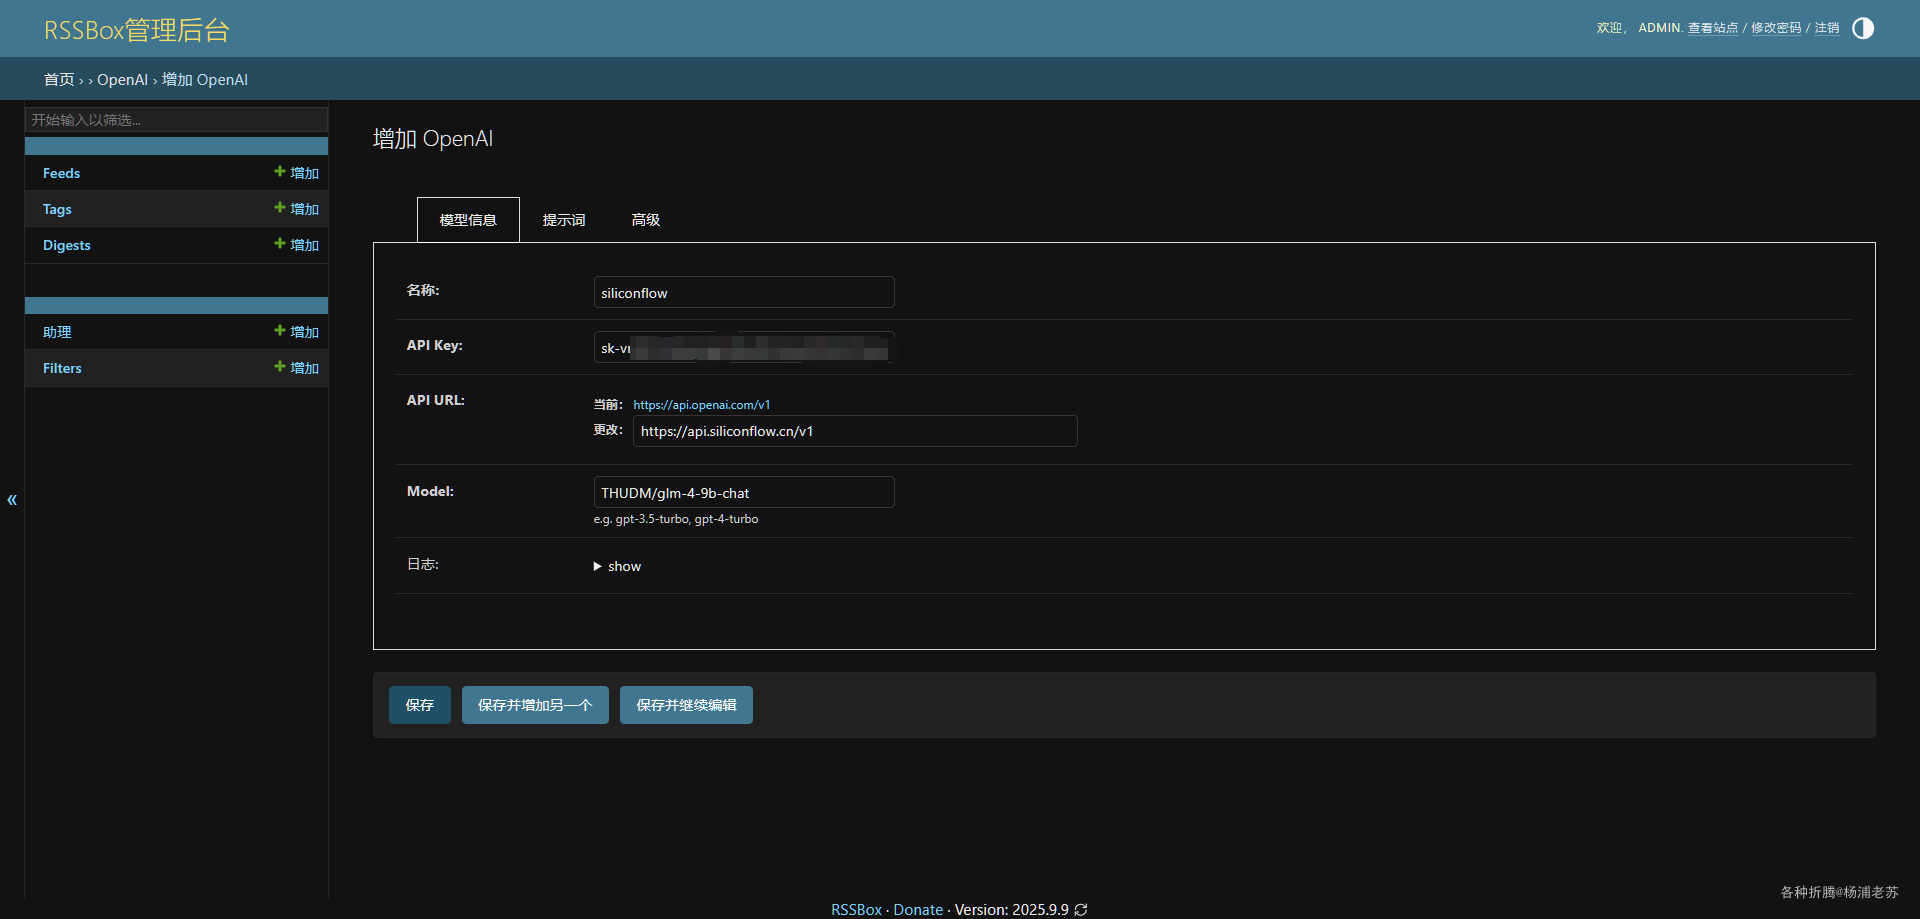 RSSBox管理后台
欢迎， ADMIN. 查看站点 / 修改密码 / 注销
首页 › › OpenAI › 增加 OpenAI
开始输入以筛选...
Feeds 增加
Tags 增加
Digests 增加
助理 增加
Filters 增加
«
增加 OpenAI
模型信息 提示词 高级
名称: siliconflow
API Key: sk-vr
API URL: 当前: https://api.openai.com/v1
更改: https://api.siliconflow.cn/v1
Model: THUDM/glm-4-9b-chat
e.g. gpt-3.5-turbo, gpt-4-turbo
日志: show
保存 保存并增加另一个 保存并继续编辑
各种折腾@杨浦老苏
RSSBox · Donate · Version: 2025.9.9